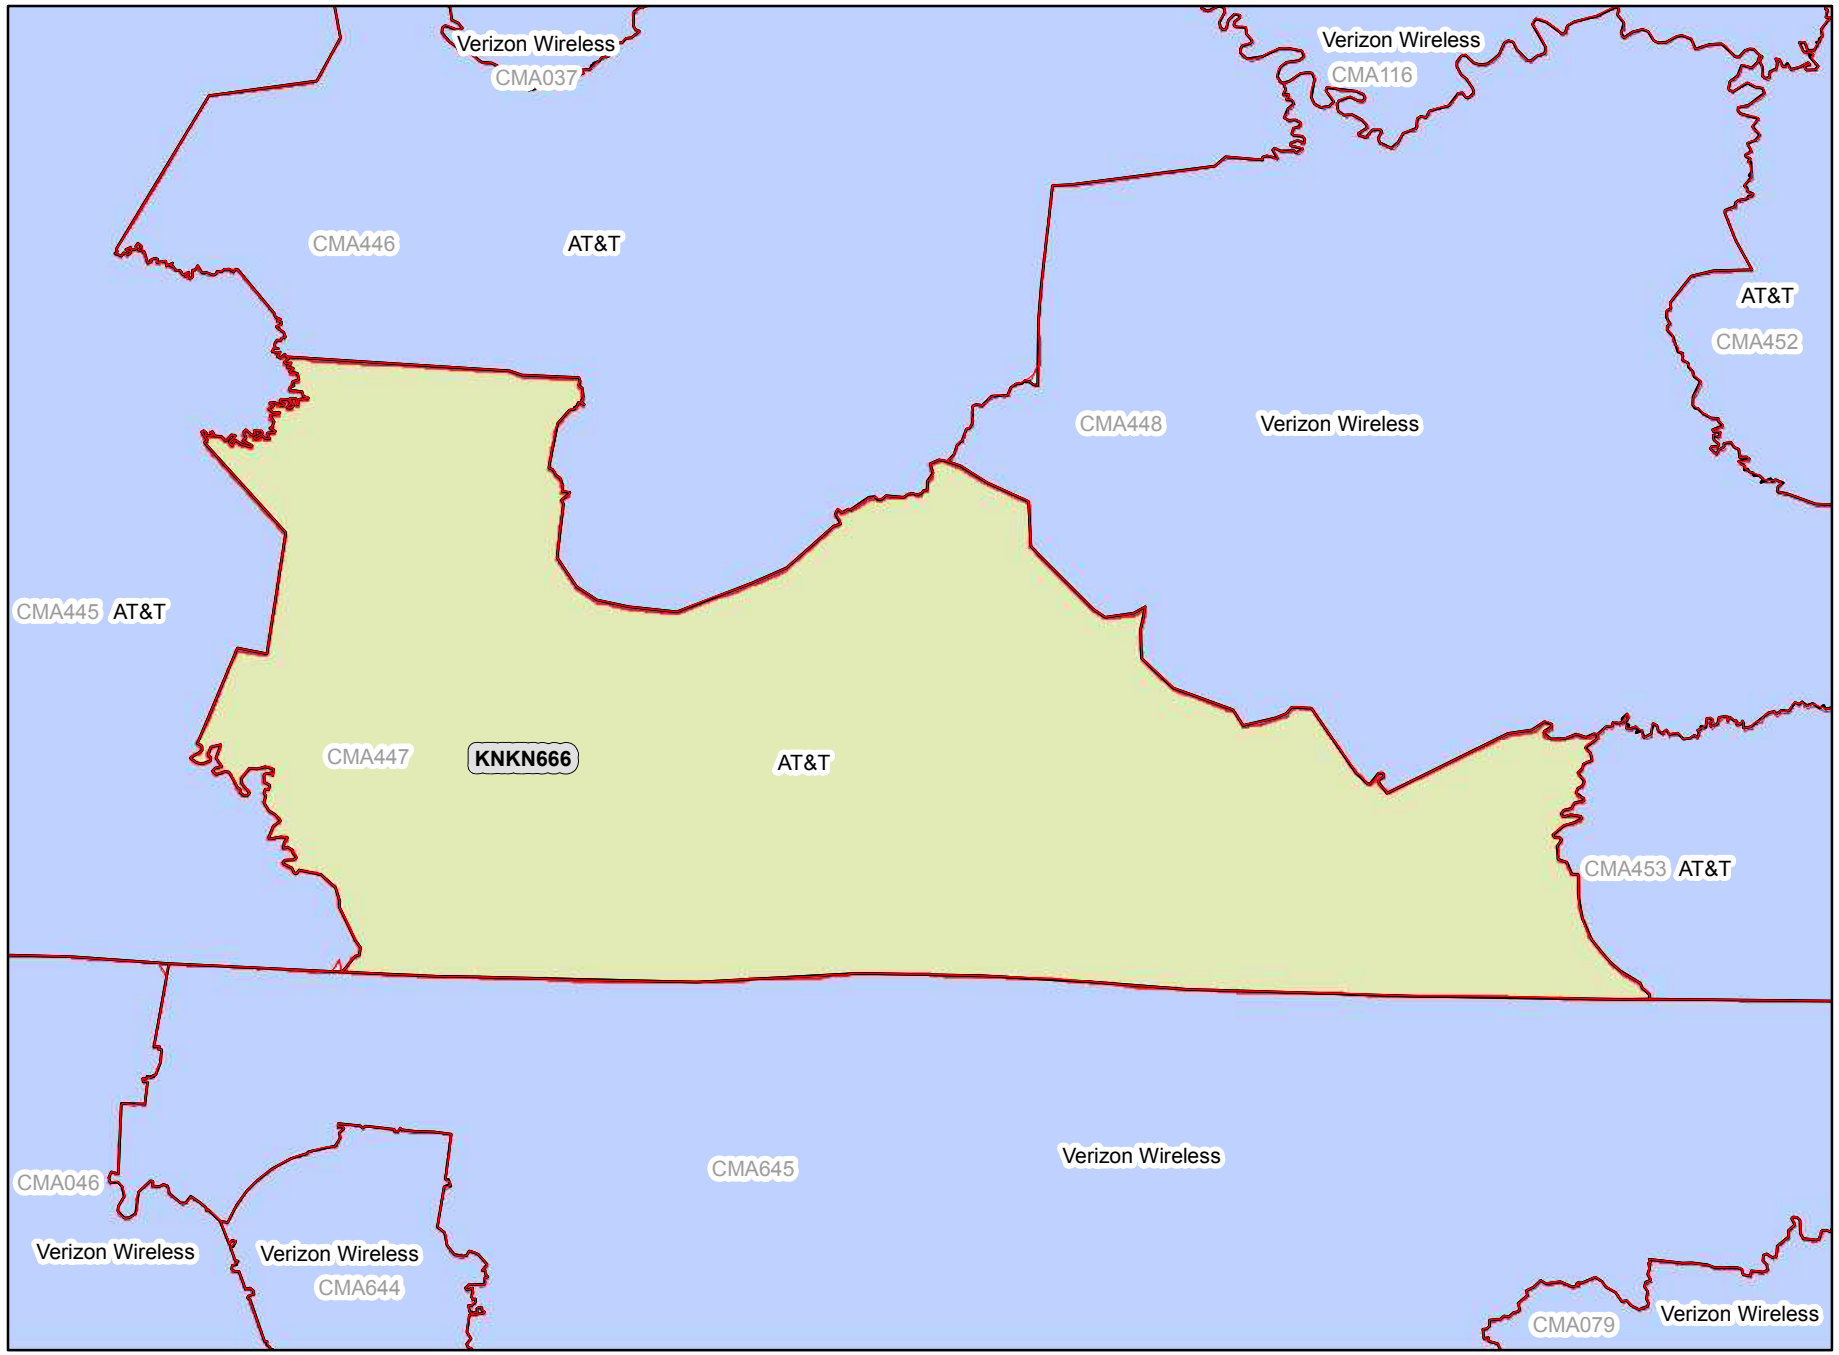 Verizon Wireless
CMA037
Verizon Wireless
CMA116
CMA446 AT&T
AT&T
CMA452
CMA448 Verizon Wireless
CMA445 AT&T
CMA447 KNKN666 AT&T
CMA453 AT&T
CMA645 Verizon Wireless
CMA046
Verizon Wireless
Verizon Wireless
CMA644
CMA079 Verizon Wireless